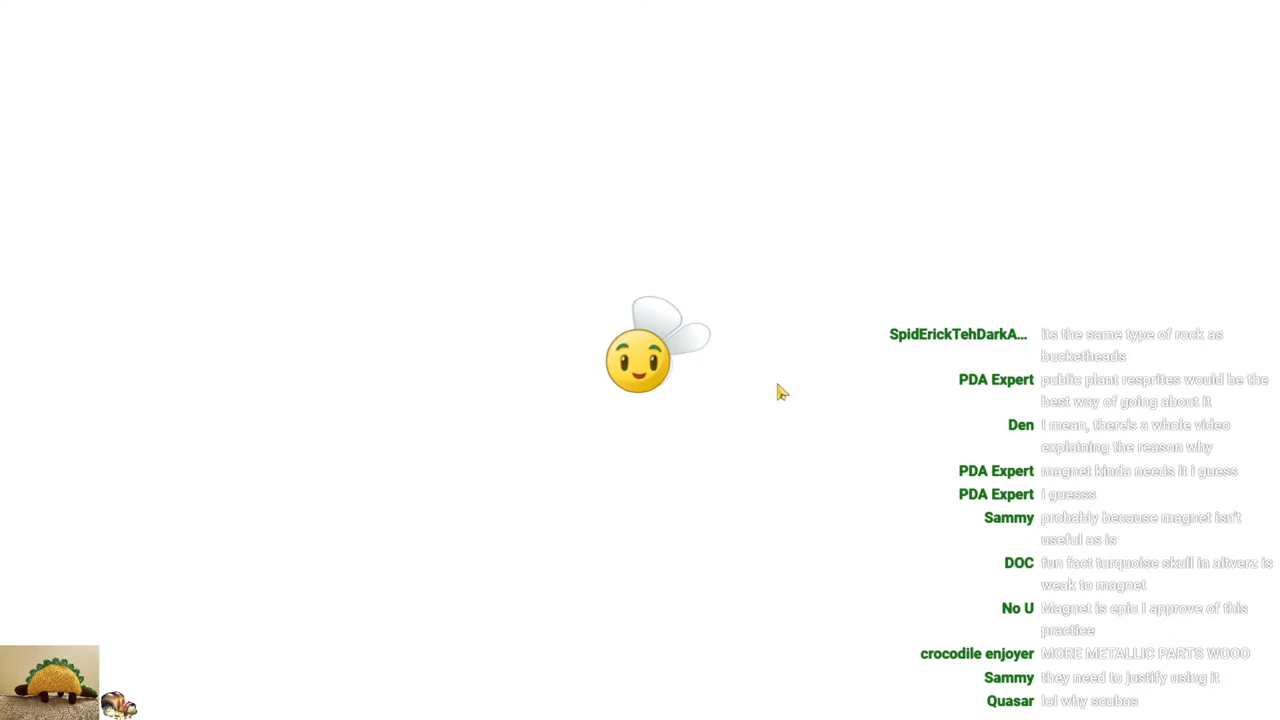 SpidErickTehDarkA... Its the same type of rock as
bucketheads
PDA Expert public plant resprites would be the
best way of going about it
Den I mean, there's a whole video
explaining the reason why
PDA Expert magnet kinda needs it i guess
PDA Expert i guesss
Sammy probably because magnet isn't
useful as is
DOC fun fact turquoise skull in altverz is
weak to magnet
No U Magnet is epic I approve of this
practice
crocodile enjoyer MORE METALLIC PARTS WOOO
Sammy they need to justify using it
Quasar lol why scubas